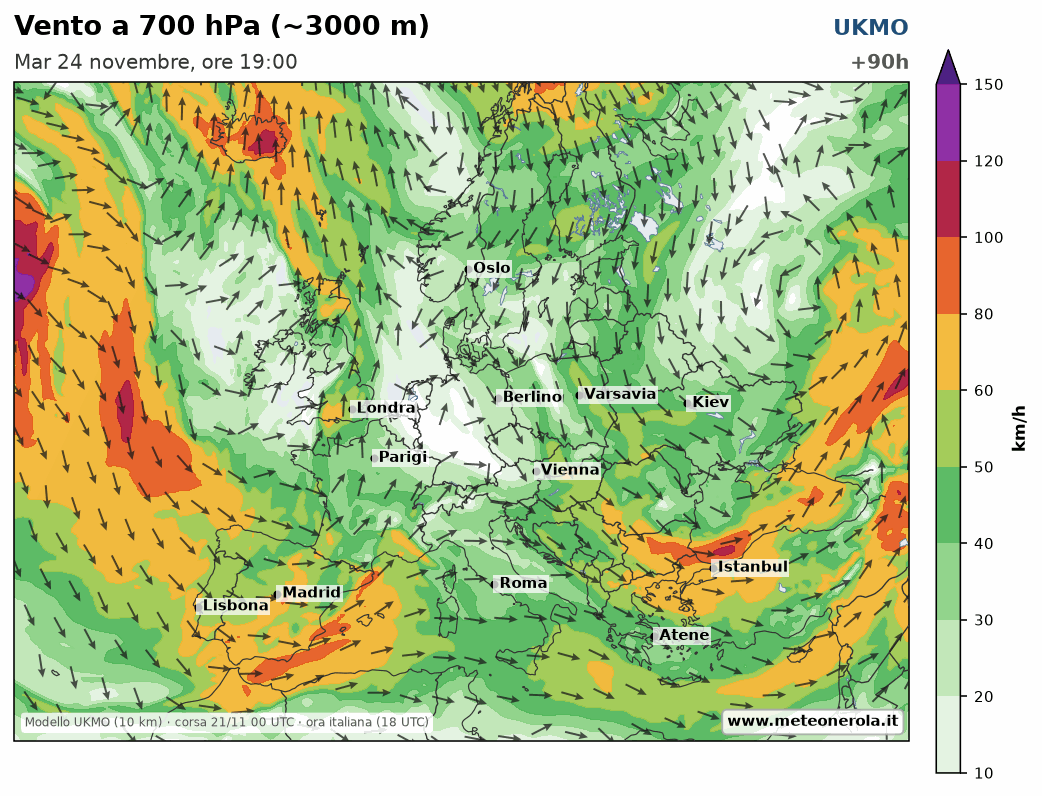 Vento a 700 hPa (~3000 m)
UKMO
Mar 24 novembre, ore 19:00
+90h
150
120
100
80
60
50
40
30
20
10
km/h
Oslo
Londra
Berlino
Varsavia
Kiev
Parigi
Vienna
Istanbul
Roma
Madrid
Lisbona
Atene
Modello UKMO (10 km) · corsa 21/11 00 UTC · ora italiana (18 UTC)
www.meteonerola.it